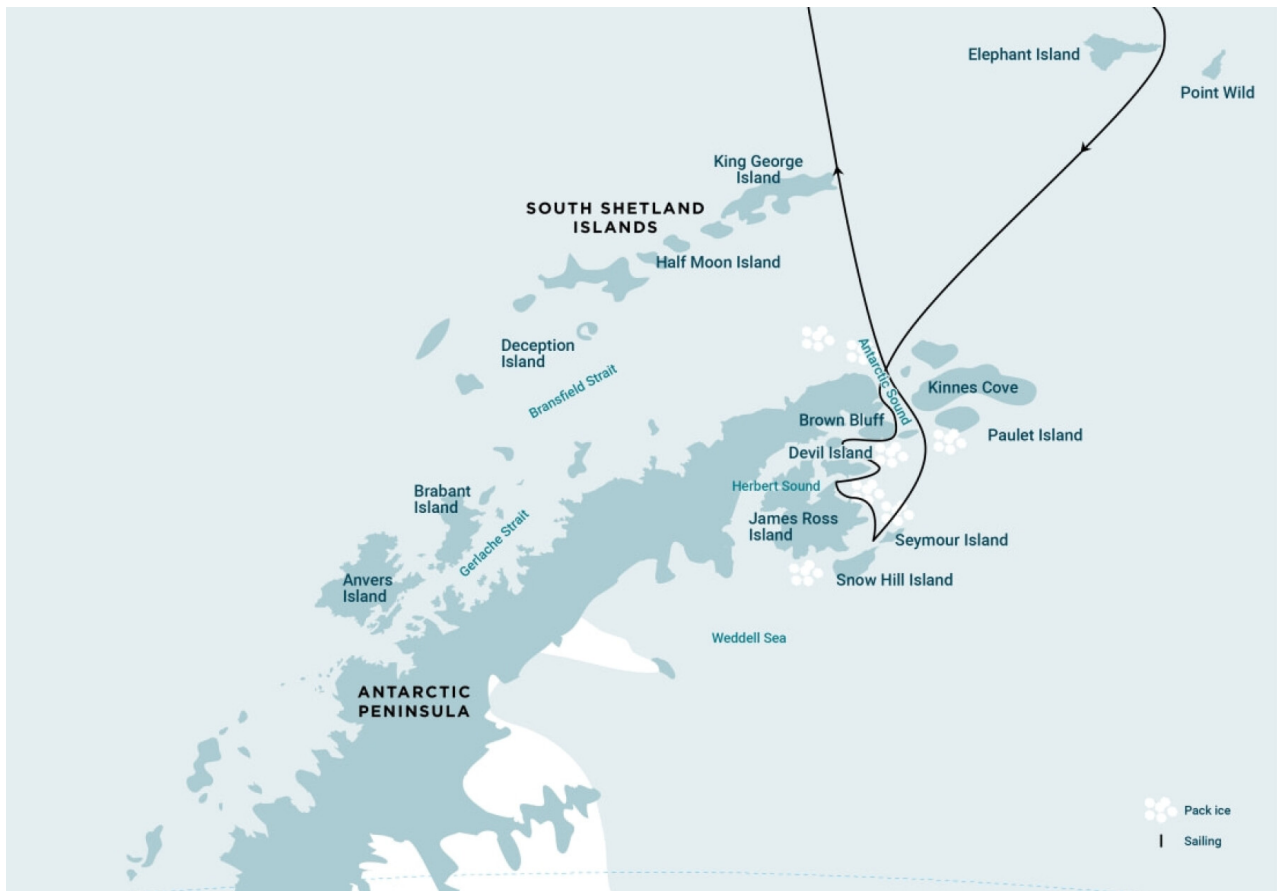 Elephant Island
Point Wild
King George
Island
SOUTH SHETLAND
ISLANDS
Half Moon Island
Deception
Island
Bransfield Strait
Antarctic Sound
Kinnes Cove
Brown Bluff
Paulet Island
Devil Island
Herbert Sound
Brabant
Island
James Ross
Island
Gerlache Strait
Seymour Island
Anvers
Island
Snow Hill Island
Weddell Sea
ANTARCTIC
PENINSULA
Pack ice
Sailing